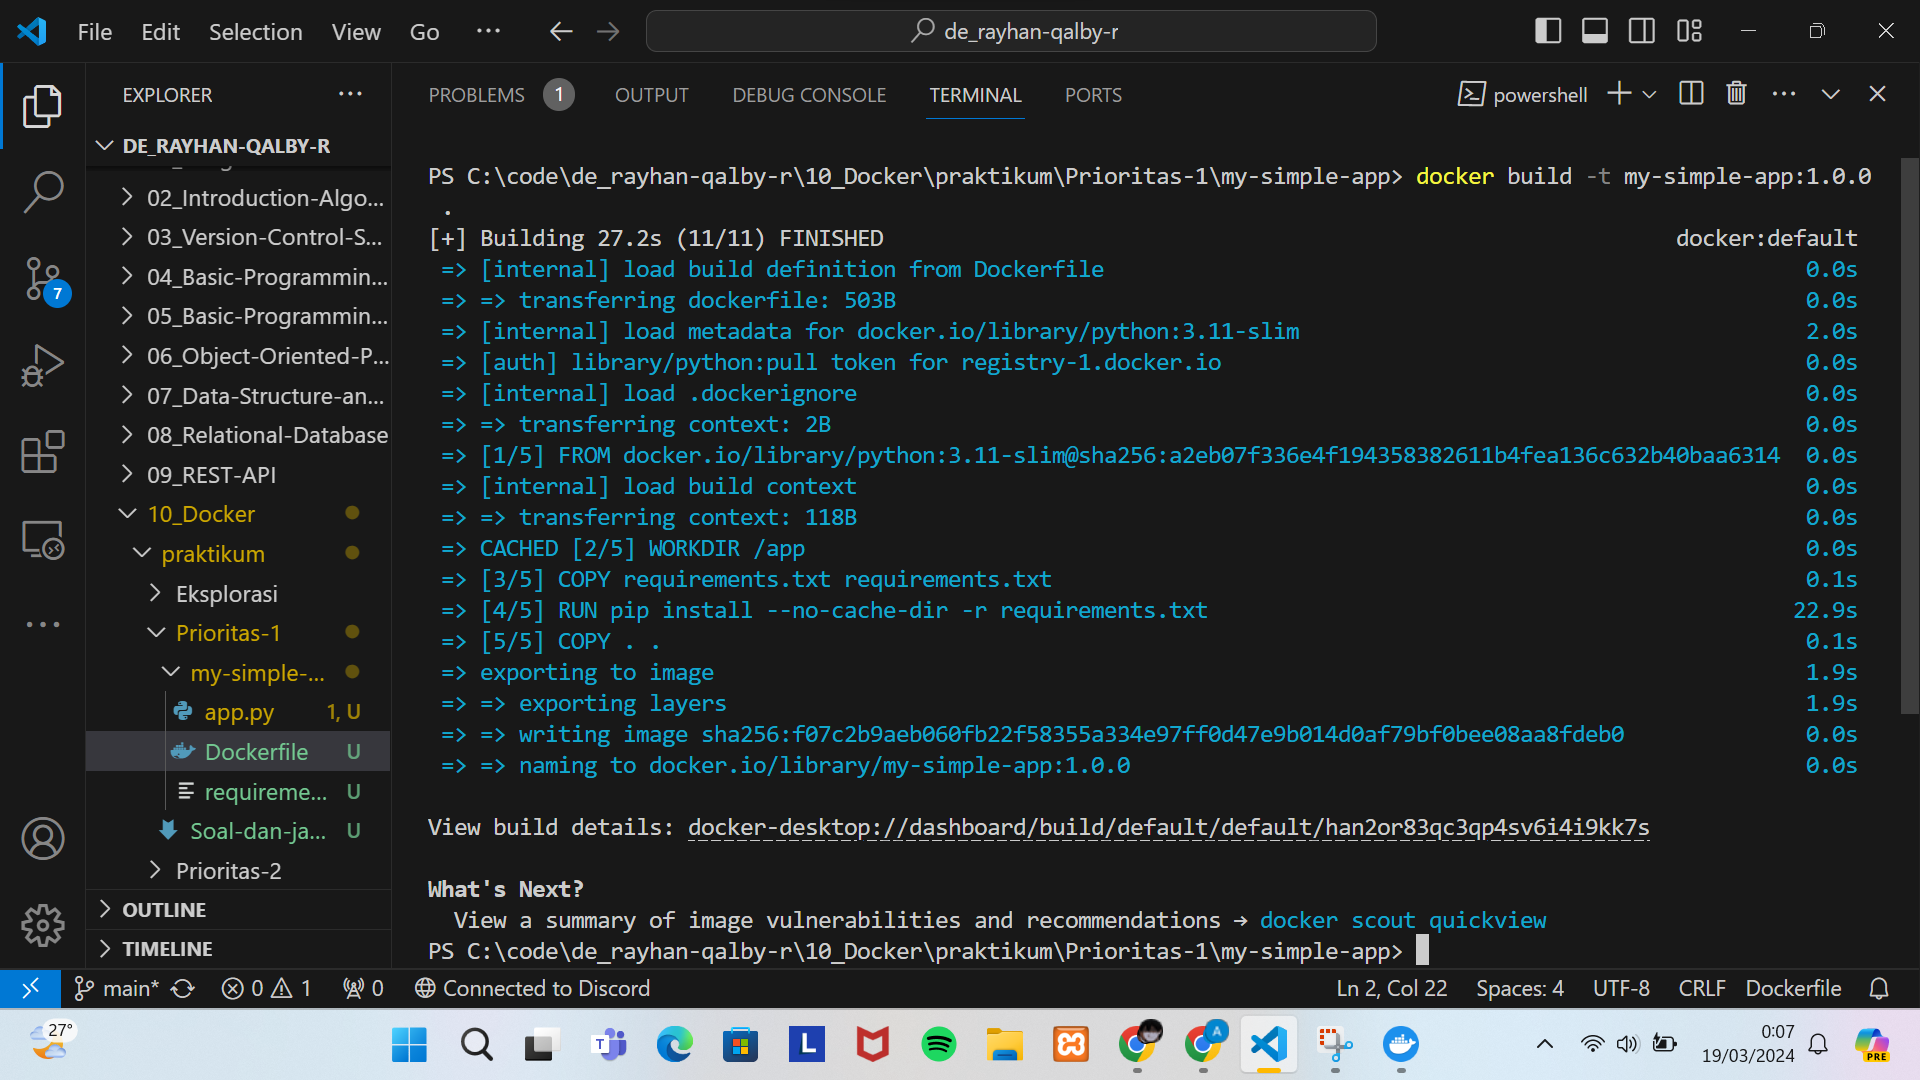 File Edit Selection View Go ··· de_rayhan-qalby-r
EXPLORER ···
DE_RAYHAN-QALBY-R
02_Introduction-Algo...
03_Version-Control-S...
04_Basic-Programmin...
05_Basic-Programmin...
06_Object-Oriented-P...
07_Data-Structure-an...
08_Relational-Database
09_REST-API
10_Docker
praktikum
Eksplorasi
Prioritas-1
my-simple-...
app.py 1, U
Dockerfile U
requireme... U
Soal-dan-ja... U
Prioritas-2
OUTLINE
TIMELINE
7
PROBLEMS 1 OUTPUT DEBUG CONSOLE TERMINAL PORTS powershell
PS C:\code\de_rayhan-qalby-r\10_Docker\praktikum\Prioritas-1\my-simple-app> docker build -t my-simple-app:1.0.0
.
[+] Building 27.2s (11/11) FINISHED docker:default
=> [internal] load build definition from Dockerfile 0.0s
=> => transferring dockerfile: 503B 0.0s
=> [internal] load metadata for docker.io/library/python:3.11-slim 2.0s
=> [auth] library/python:pull token for registry-1.docker.io 0.0s
=> [internal] load .dockerignore 0.0s
=> => transferring context: 2B 0.0s
=> [1/5] FROM docker.io/library/python:3.11-slim@sha256:a2eb07f336e4f194358382611b4fea136c632b40baa6314 0.0s
=> [internal] load build context 0.0s
=> => transferring context: 118B 0.0s
=> CACHED [2/5] WORKDIR /app 0.0s
=> [3/5] COPY requirements.txt requirements.txt 0.1s
=> [4/5] RUN pip install --no-cache-dir -r requirements.txt 22.9s
=> [5/5] COPY . . 0.1s
=> exporting to image 1.9s
=> => exporting layers 1.9s
=> => writing image sha256:f07c2b9aeb060fb22f58355a334e97ff0d47e9b014d0af79bf0bee08aa8fdeb0 0.0s
=> => naming to docker.io/library/my-simple-app:1.0.0 0.0s
View build details: docker-desktop://dashboard/build/default/default/han2or83qc3qp4sv6i4i9kk7s
What's Next?
View a summary of image vulnerabilities and recommendations → docker scout quickview
PS C:\code\de_rayhan-qalby-r\10_Docker\praktikum\Prioritas-1\my-simple-app>
main* 0 1 0 Connected to Discord Ln 2, Col 22 Spaces: 4 UTF-8 CRLF Dockerfile
27° T L A 0:07
19/03/2024 PRE